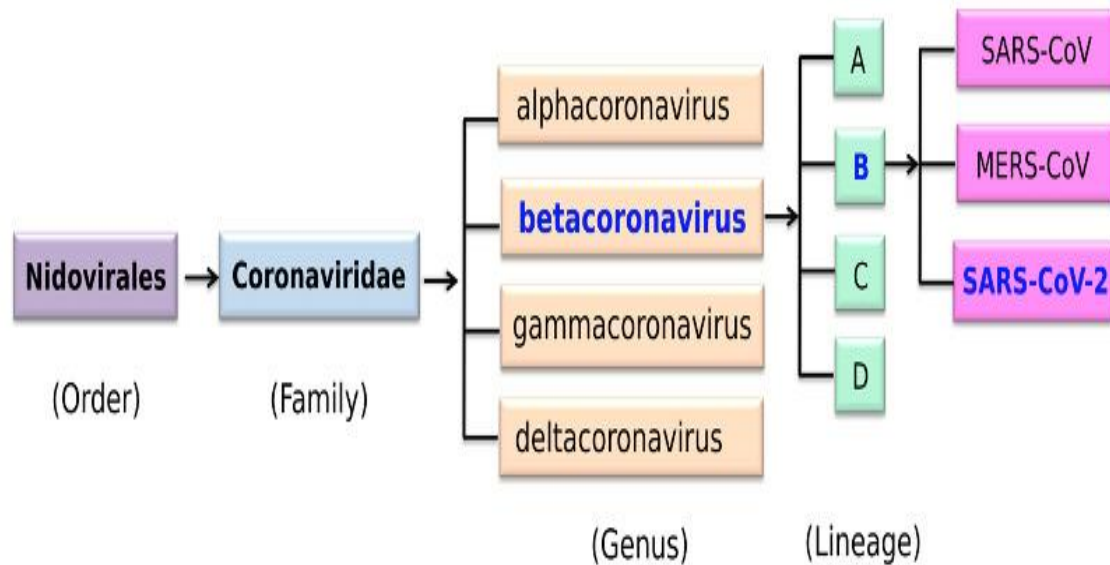 Nidovirales
(Order)
Coronaviridae
(Family)
alphacoronavirus
betacoronavirus
gammacoronavirus
deltacoronavirus
(Genus)
A
B
C
D
(Lineage)
SARS-CoV
MERS-CoV
SARS-CoV-2